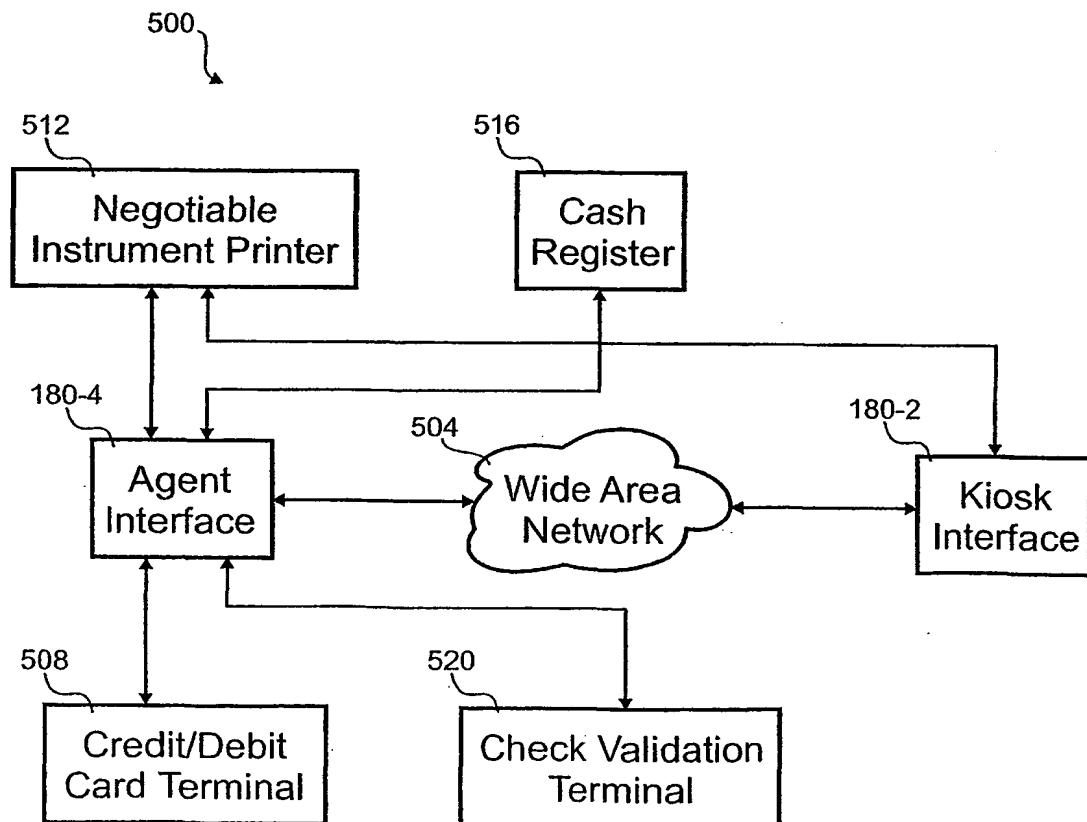 500
512
Negotiable
Instrument Printer
516
Cash
Register
180-4
Agent
Interface
504
Wide Area
Network
180-2
Kiosk
Interface
508
Credit/Debit
Card Terminal
520
Check Validation
Terminal